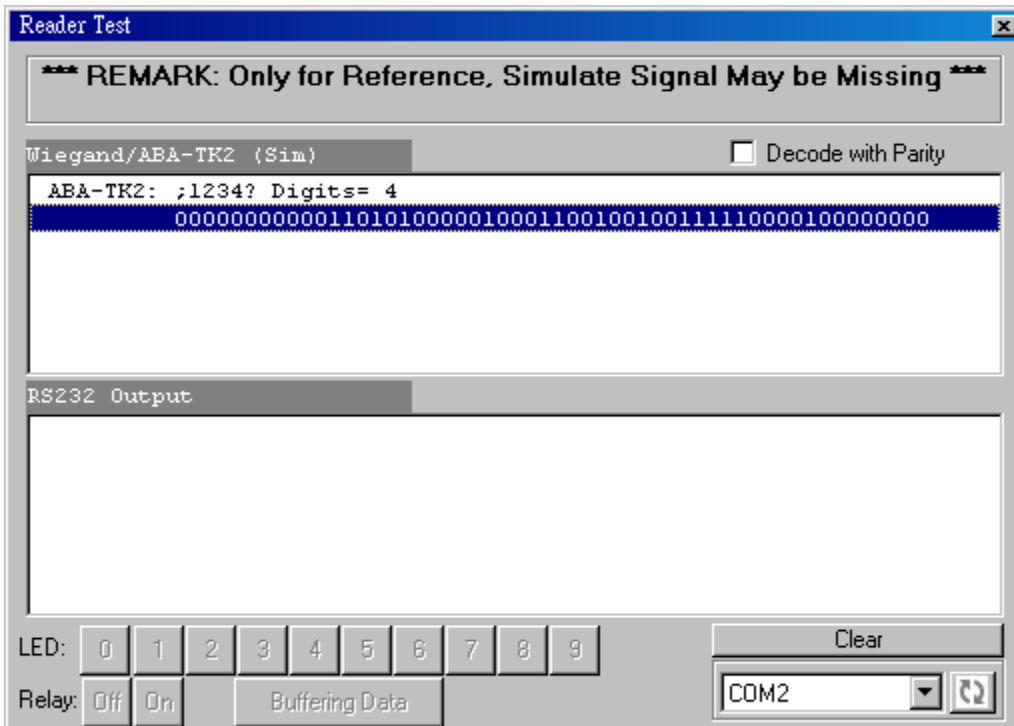 Reader Test
*** REMARK: Only for Reference, Simulate Signal May be Missing ***
Wiegand/ABA-TK2 (Sim)
Decode with Parity
ABA-TK2: ;1234? Digits= 4
000000000001101010000010001100100100111110000100000000
RS232 Output
LED: 0 1 2 3 4 5 6 7 8 9
Clear
Relay: Off On Buffering Data
COM2